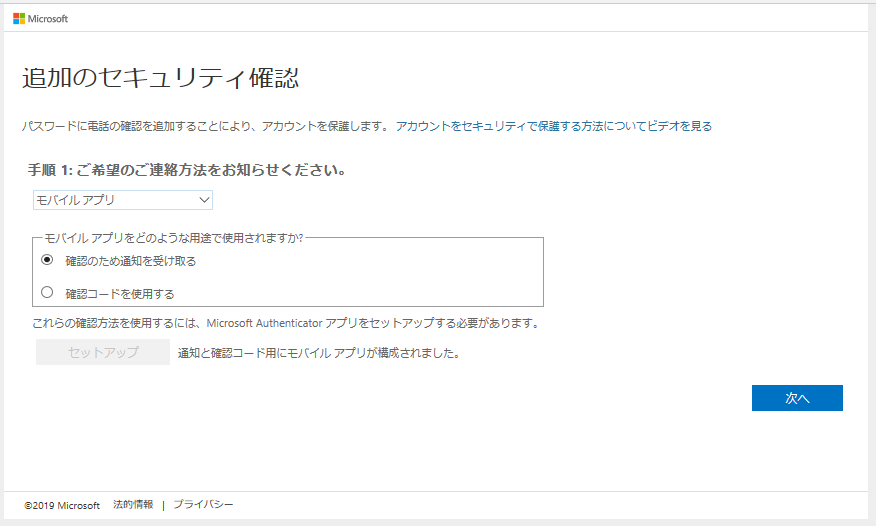 Microsoft
追加のセキュリティ確認
パスワードに電話の確認を追加することにより、アカウントを保護します。 アカウントをセキュリティで保護する方法についてビデオを見る
手順 1: ご希望のご連絡方法をお知らせください。
モバイル アプリ
モバイル アプリをどのような用途で使用されますか?
確認のため通知を受け取る
確認コードを使用する
これらの確認方法を使用するには、Microsoft Authenticator アプリをセットアップする必要があります。
セットアップ 通知と確認コード用にモバイル アプリが構成されました。
次へ
©2019 Microsoft 法的情報 | プライバシー